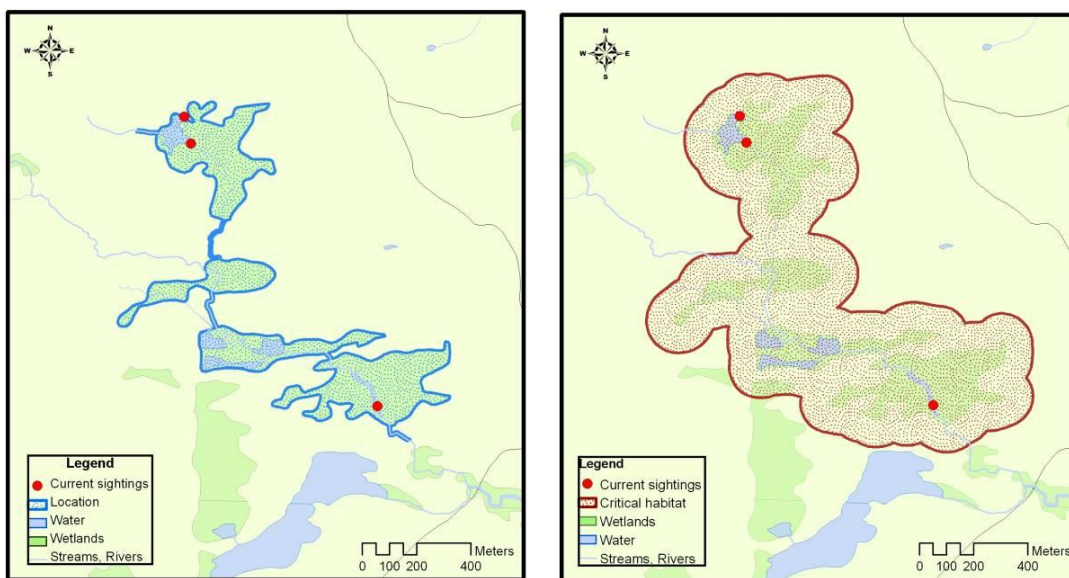 N
W E
S
Legend
Current sightings
Location
Water
Wetlands
Streams, Rivers
Meters
0 100 200 400
N
W E
S
Legend
Current sightings
Critical habitat
Wetlands
Water
Streams, Rivers
Meters
0 100 200 400